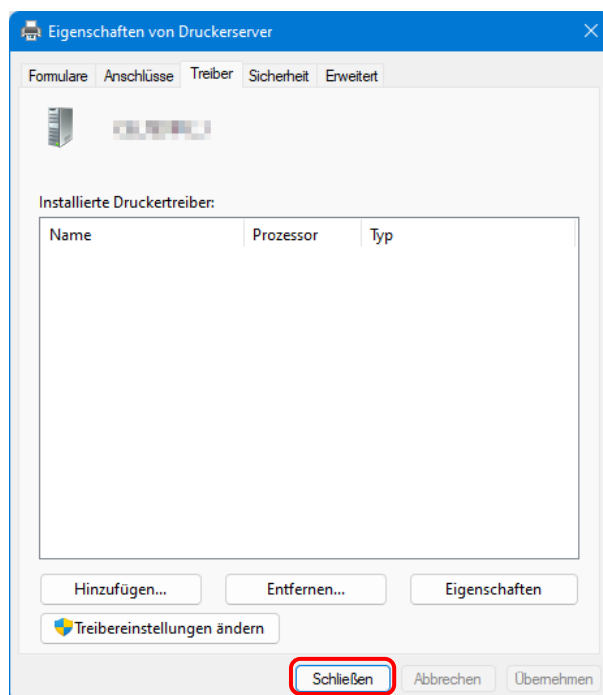 Eigenschaften von Druckerserver
Formulare Anschlüsse Treiber Sicherheit Erweitert
Installierte Druckertreiber:
Name Prozessor Typ
Hinzufügen... Entfernen... Eigenschaften
Treibereinstellungen ändern
Schließen Abbrechen Übernehmen